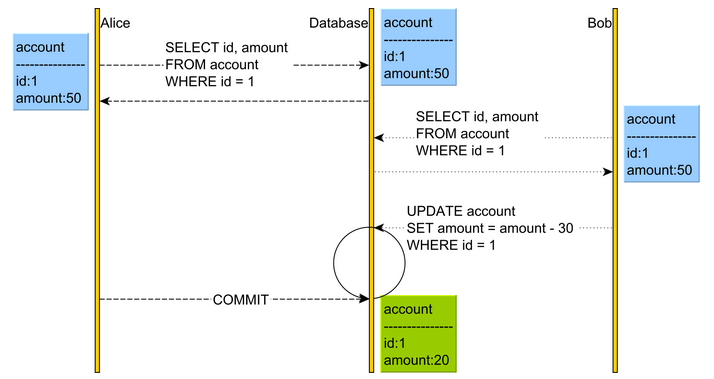 Alice
Database
Bob
account
----------------
id:1
amount:50
SELECT id, amount
FROM account
WHERE id = 1
account
----------------
id:1
amount:50
SELECT id, amount
FROM account
WHERE id = 1
account
----------------
id:1
amount:50
UPDATE account
SET amount = amount - 30
WHERE id = 1
COMMIT
account
----------------
id:1
amount:20